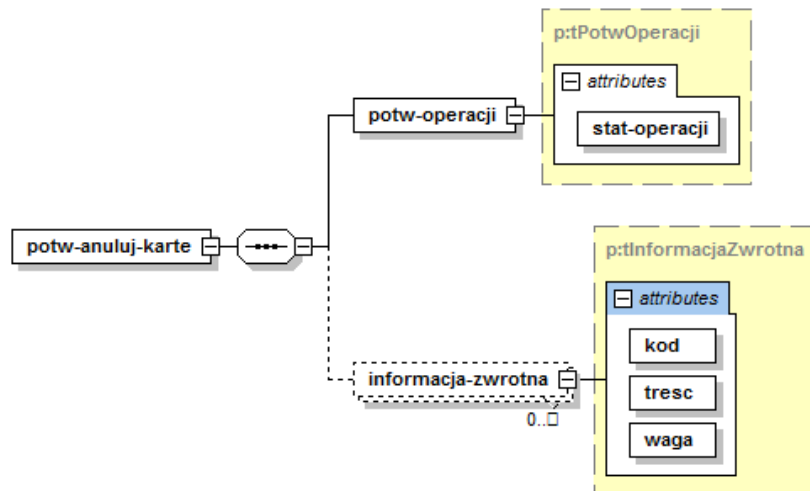 p:tPotwOperacji
attributes
potw-operacji
stat-operacji
potw-anuluj-karte
p:tInformacjaZwrotna
attributes
kod
informacja-zwrotna
tresc
0..□
waga